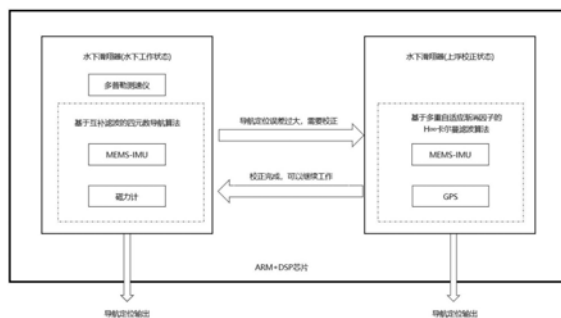 水下滑翔器(水下工作状态)
多普勒测速仪
基于互补滤波的四元数导航算法
MEMS-IMU
磁力计
导航定位误差过大，需要校正
校正完成，可以继续工作
水下滑翔器(上浮校正状态)
基于多重自适应渐消因子的
H∞卡尔曼滤波算法
MEMS-IMU
GPS
ARM+DSP芯片
导航定位输出
导航定位输出